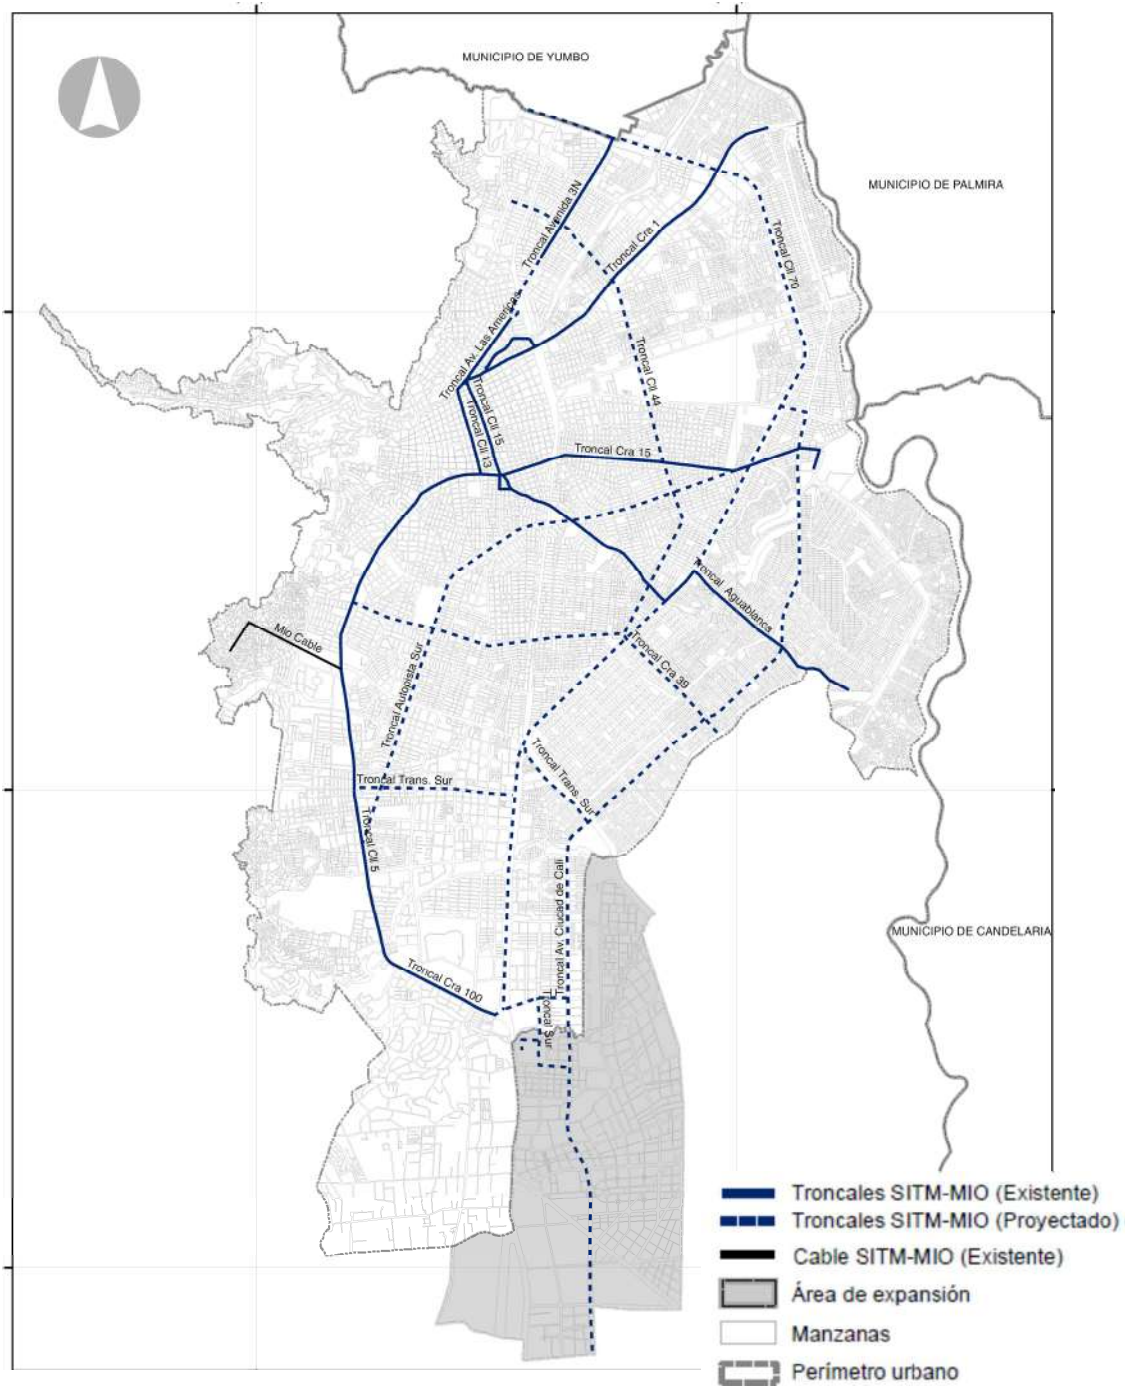 MUNICIPIO DE YUMBO
MUNICIPIO DE PALMIRA
Troncal Avenida 3N
Troncal Cra 1
Troncal Cll 70
Troncal Av. Las Americas
Troncal Cll 44
Troncal Cll 15
Troncal Cll 13
Troncal Cra 15
Troncal Aguablanca
Mio Cable
Troncal Cra 39
Troncal Autopista Sur
Troncal Trans. Sur
Troncal Trans. Sur
Troncal Cll 5
Troncal Av. Ciudad de Cali
MUNICIPIO DE CANDELARIA
Troncal Cra 100
Troncal Sur
Troncales SITM-MIO (Existente)
Troncales SITM-MIO (Proyectado)
Cable SITM-MIO (Existente)
Área de expansión
Manzanas
Perímetro urbano